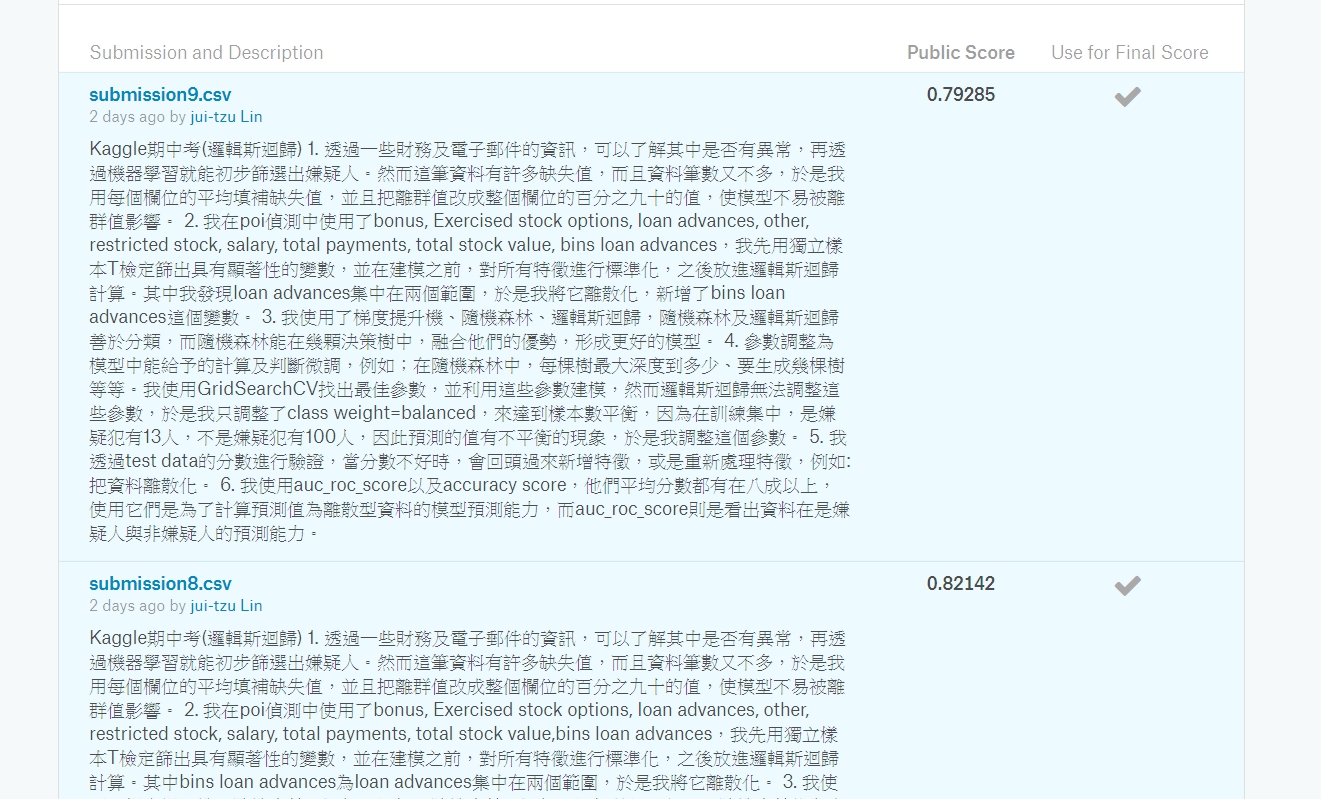 Submission and Description Public Score Use for Final Score
submission9.csv 0.79285
2 days ago by jui-tzu Lin
Kaggle期中考(邏輯斯迴歸) 1. 透過一些財務及電子郵件的資訊，可以了解其中是否有異常，再透
過機器學習就能初步篩選出嫌疑人。然而這筆資料有許多缺失值，而且資料筆數又不多，於是我
用每個欄位的平均填補缺失值，並且把離群值改成整個欄位的百分之九十的值，使模型不易被離
群值影響。 2. 我在poi偵測中使用了bonus, Exercised stock options, loan advances, other,
restricted stock, salary, total payments, total stock value, bins loan advances，我先用獨立樣
本T檢定篩出具有顯著性的變數，並在建模之前，對所有特徵進行標準化，之後放進邏輯斯迴歸
計算。其中我發現loan advances集中在兩個範圍，於是我將它離散化，新增了bins loan
advances這個變數。 3. 我使用了梯度提升機、隨機森林、邏輯斯迴歸，隨機森林及邏輯斯迴歸
善於分類，而隨機森林能在幾顆決策樹中，融合他們的優勢，形成更好的模型。 4. 參數調整為
模型中能給予的計算及判斷微調，例如；在隨機森林中，每棵樹最大深度到多少、要生成幾棵樹
等等。我使用GridSearchCV找出最佳參數，並利用這些參數建模，然而邏輯斯迴歸無法調整這
些參數，於是我只調整了class weight=balanced，來達到樣本數平衡，因為在訓練集中，是嫌
疑犯有13人，不是嫌疑犯有100人，因此預測的值有不平衡的現象，於是我調整這個參數。 5. 我
透過test data的分數進行驗證，當分數不好時，會回頭過來新增特徵，或是重新處理特徵，例如:
把資料離散化。 6. 我使用auc_roc_score以及accuracy score，他們平均分數都有在八成以上，
使用它們是為了計算預測值為離散型資料的模型預測能力，而auc_roc_score則是看出資料在是嫌
疑人與非嫌疑人的預測能力。
submission8.csv 0.82142
2 days ago by jui-tzu Lin
Kaggle期中考(邏輯斯迴歸) 1. 透過一些財務及電子郵件的資訊，可以了解其中是否有異常，再透
過機器學習就能初步篩選出嫌疑人。然而這筆資料有許多缺失值，而且資料筆數又不多，於是我
用每個欄位的平均填補缺失值，並且把離群值改成整個欄位的百分之九十的值，使模型不易被離
群值影響。 2. 我在poi偵測中使用了bonus, Exercised stock options, loan advances, other,
restricted stock, salary, total payments, total stock value,bins loan advances，我先用獨立樣
本T檢定篩出具有顯著性的變數，並在建模之前，對所有特徵進行標準化，之後放進邏輯斯迴歸
計算。其中bins loan advances為loan advances集中在兩個範圍，於是我將它離散化。 3. 我使